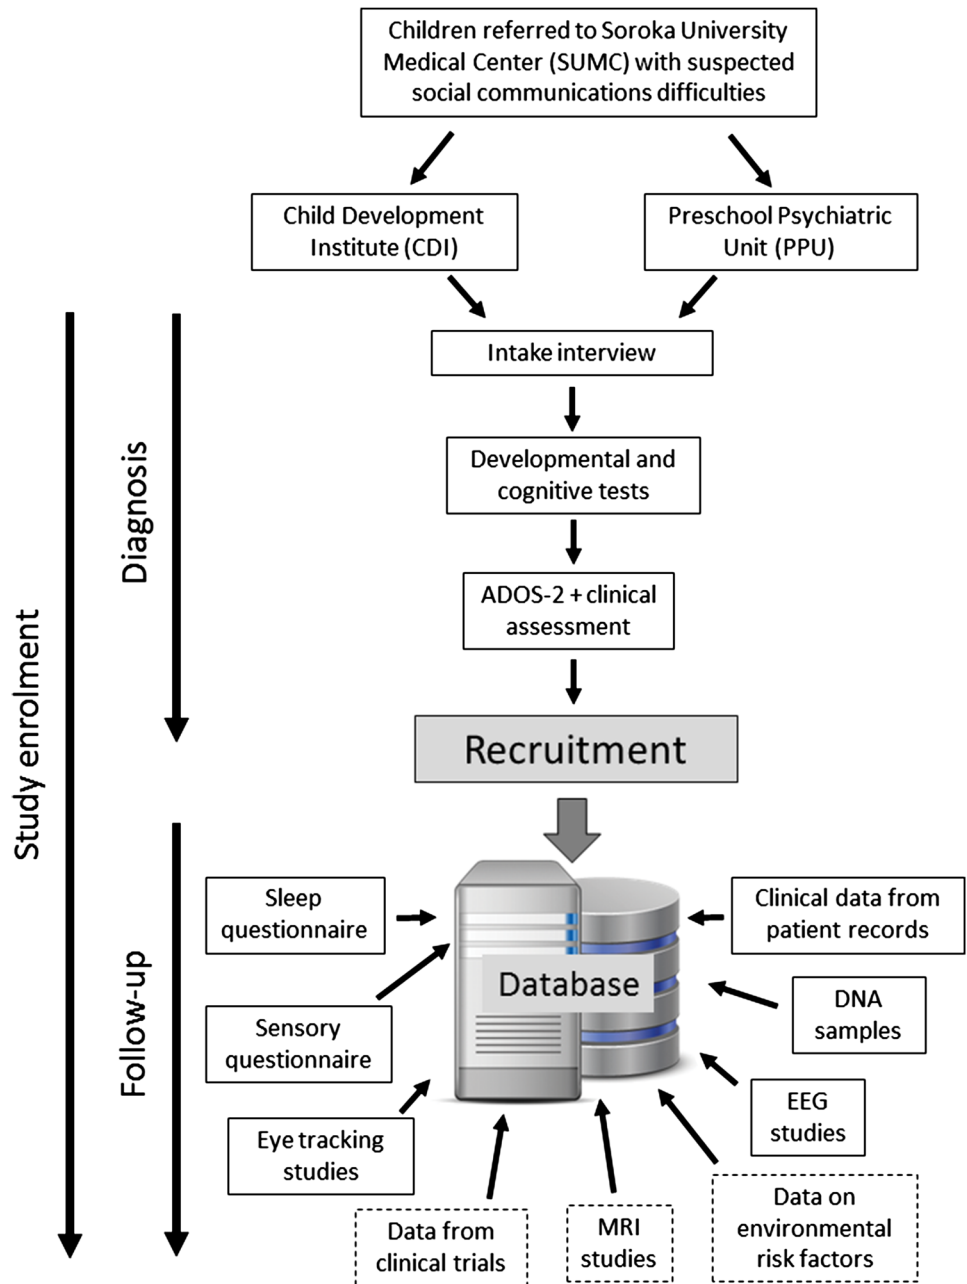 Children referred to Soroka University
Medical Center (SUMC) with suspected
social communications difficulties
Child Development
Institute (CDI)
Preschool Psychiatric
Unit (PPU)
Intake interview
Developmental and
cognitive tests
ADOS-2 + clinical
assessment
Recruitment
Study enrolment
Diagnosis
Follow-up
Database
Sleep
questionnaire
Sensory
questionnaire
Eye tracking
studies
Data from
clinical trials
MRI
studies
Data on
environmental
risk factors
EEG
studies
DNA
samples
Clinical data from
patient records